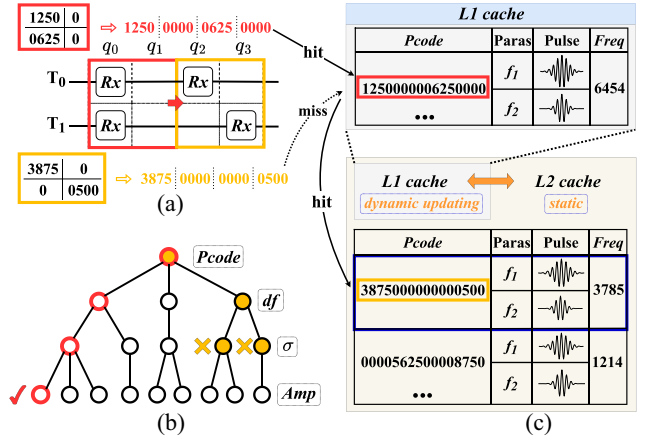 1250 0
0625 0
1250 0000 0625 0000
q0 q1 q2 q3
T0 Rx Rx
T1 Rx Rx
3875 0
0 0500
3875 0000 0000 0500
(a)
hit
miss
hit
L1 cache
Pcode Paras Pulse Freq
1250000006250000 f1 6454
f2
•••
L1 cache L2 cache
dynamic updating static
Pcode Paras Pulse Freq
3875000000000500 f1 3785
f2
0000562500008750 f1 1214
f2
•••
(c)
Pcode
df
σ
Amp
(b)